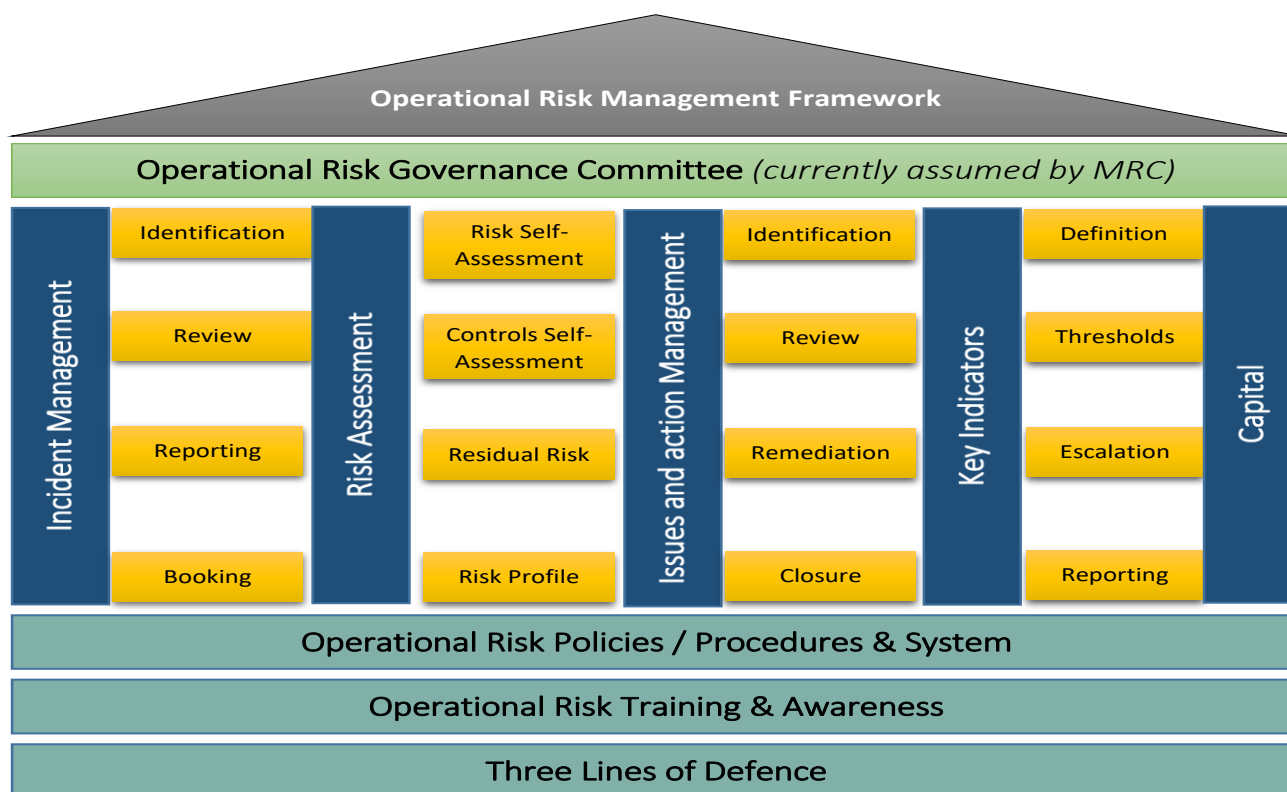 Operational Risk Management Framework
Operational Risk Governance Committee (currently assumed by MRC)
Incident Management
Identification
Review
Reporting
Booking
Risk Assessment
Risk Self-
Assessment
Controls Self-
Assessment
Residual Risk
Risk Profile
Issues and action Management
Identification
Review
Remediation
Closure
Key Indicators
Definition
Thresholds
Escalation
Reporting
Capital
Operational Risk Policies / Procedures & System
Operational Risk Training & Awareness
Three Lines of Defence